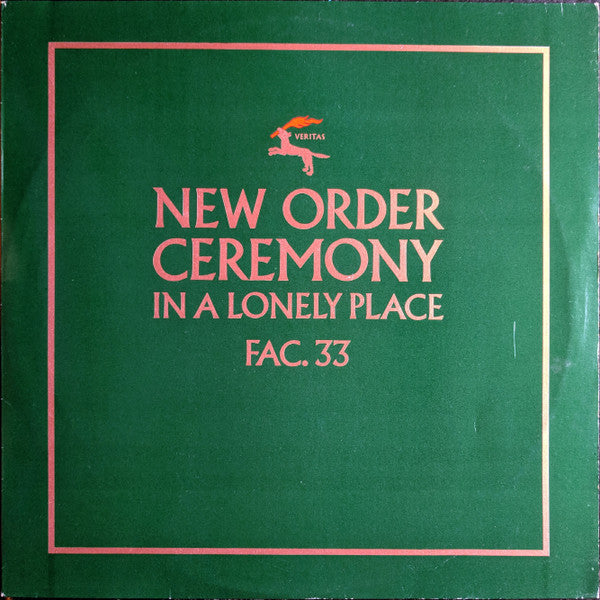 VERITAS
NEW ORDER
CEREMONY
IN A LONELY PLACE
FAC. 33